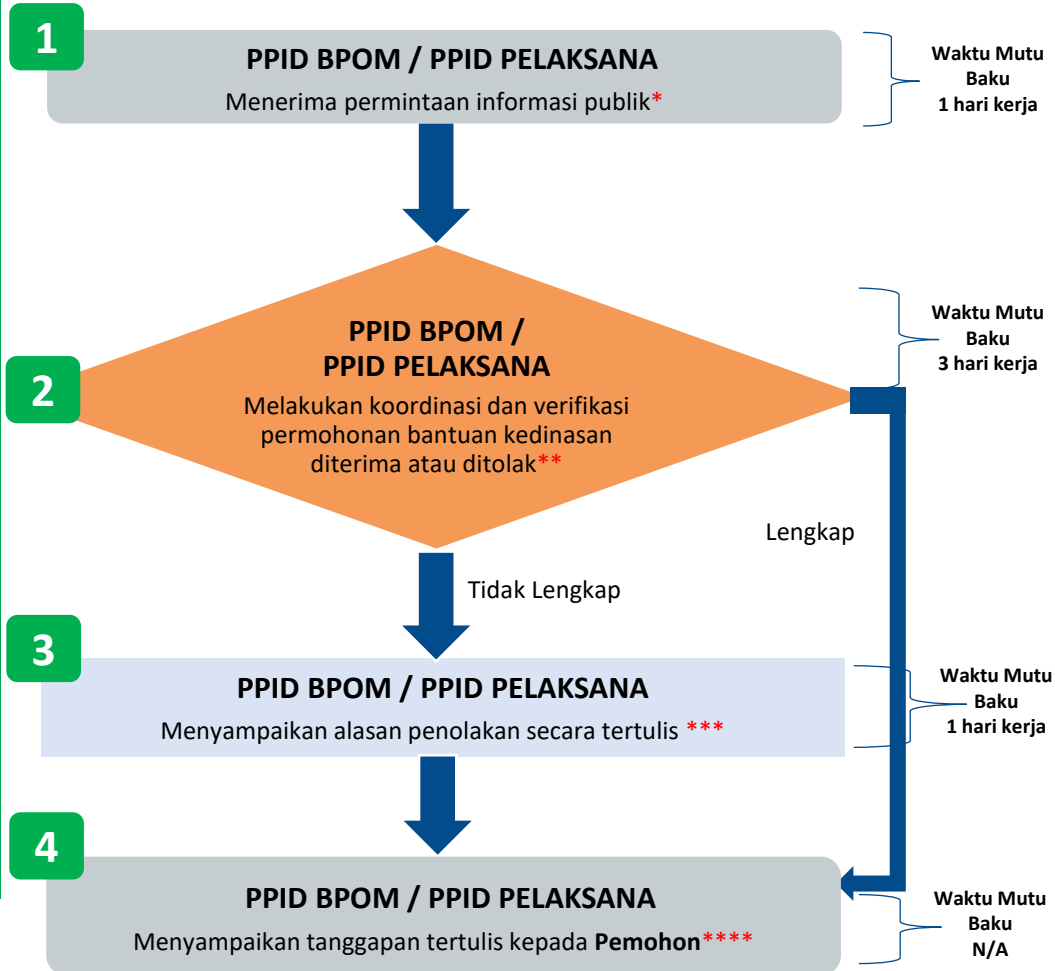 1
PPID BPOM / PPID PELAKSANA
Menerima permintaan informasi publik*
Waktu Mutu
Baku
1 hari kerja
2
PPID BPOM /
PPID PELAKSANA
Melakukan koordinasi dan verifikasi
permohonan bantuan kedinasan
diterima atau ditolak**
Waktu Mutu
Baku
3 hari kerja
Lengkap
Tidak Lengkap
3
PPID BPOM / PPID PELAKSANA
Menyampaikan alasan penolakan secara tertulis ***
Waktu Mutu
Baku
1 hari kerja
4
PPID BPOM / PPID PELAKSANA
Menyampaikan tanggapan tertulis kepada Pemohon****
Waktu Mutu
Baku
N/A